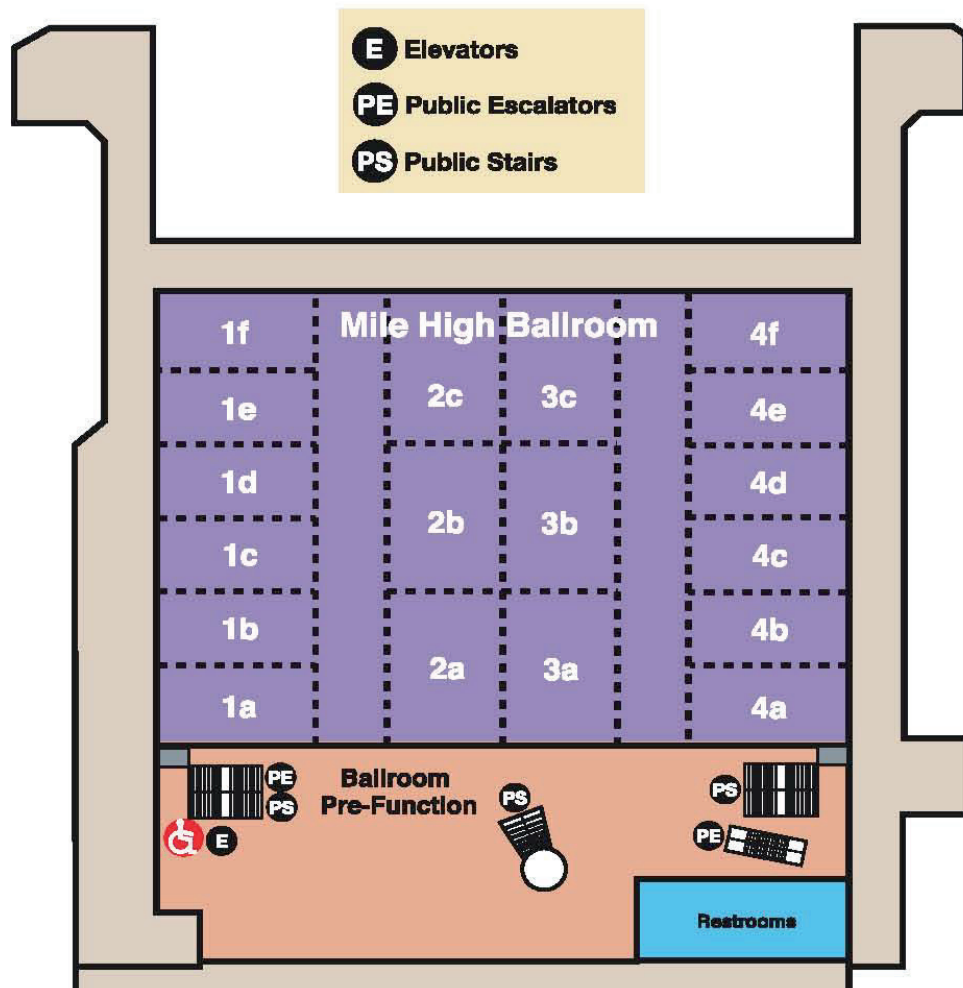 E Elevators
PE Public Escalators
PS Public Stairs
Mile High Ballroom
1f
4f
2c
3c
1e
4e
1d
4d
2b
3b
1c
4c
1b
4b
2a
3a
1a
4a
Ballroom
Pre-Function
PE
PS
E
PS
PS
PE
Restrooms